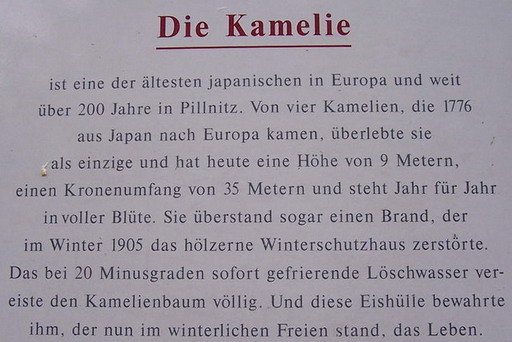 Die Kamelie
ist eine der ältesten japanischen in Europa und weit
über 200 Jahre in Pillnitz. Von vier Kamelien, die 1776
aus Japan nach Europa kamen, überlebte sie
als einzige und hat heute eine Höhe von 9 Metern,
einen Kronenumfang von 35 Metern und steht Jahr für Jahr
in voller Blüte. Sie überstand sogar einen Brand, der
im Winter 1905 das hölzerne Winterschutzhaus zerstörte.
Das bei 20 Minusgraden sofort gefrierende Löschwasser ver-
eiste den Kamelienbaum völlig. Und diese Eishülle bewahrte
ihm, der nun im winterlichen Freien stand, das Leben.